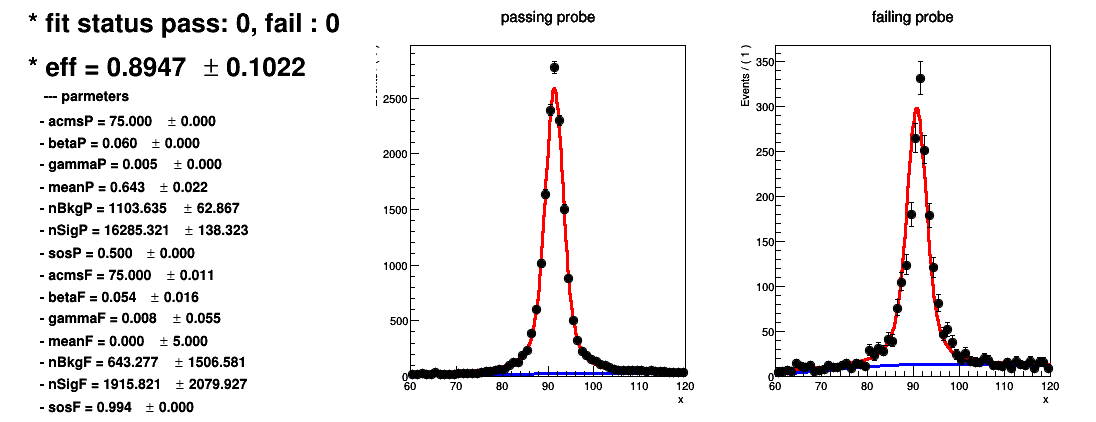 * fit status pass: 0, fail : 0
* eff = 0.8947 ± 0.1022
--- parmeters
- acmsP = 75.000 ± 0.000
- betaP = 0.060 ± 0.000
- gammaP = 0.005 ± 0.000
- meanP = 0.643 ± 0.022
- nBkgP = 1103.635 ± 62.867
- nSigP = 16285.321 ± 138.323
- sosP = 0.500 ± 0.000
- acmsF = 75.000 ± 0.011
- betaF = 0.054 ± 0.016
- gammaF = 0.008 ± 0.055
- meanF = 0.000 ± 5.000
- nBkgF = 643.277 ± 1506.581
- nSigF = 1915.821 ± 2079.927
- sosF = 0.994 ± 0.000
passing probe
2500
2000
1500
1000
500
0
60 70 80 90 100 110 120
x
failing probe
Events / ( 1 )
350
300
250
200
150
100
50
0
60 70 80 90 100 110 120
x